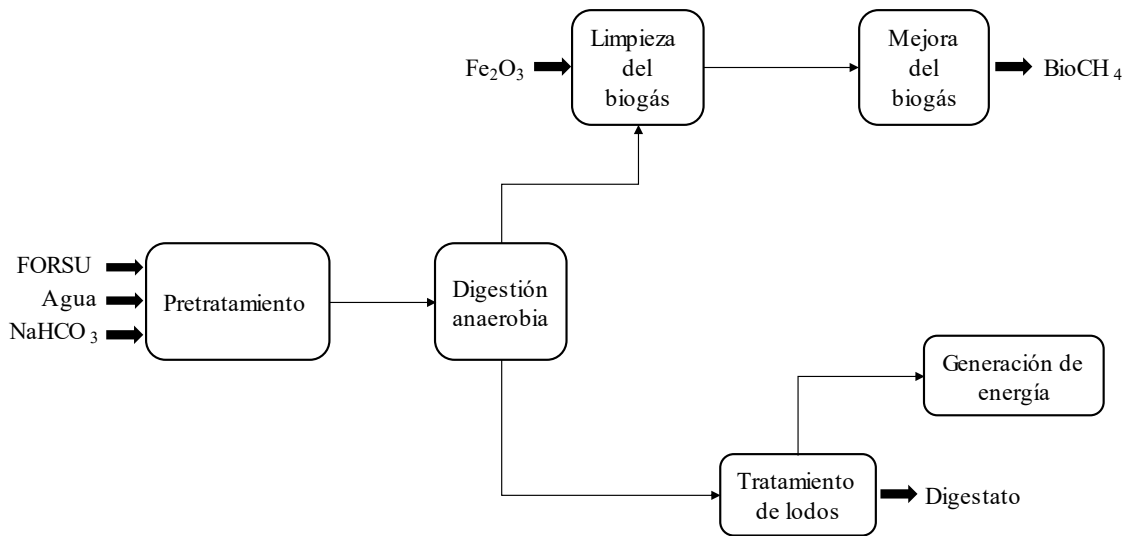 Fe₂O₃
Limpieza
del
biogás
Mejora
del
biogás
BioCH₄
FORSU
Agua
NaHCO₃
Pretratamiento
Digestión
anaerobia
Generación de
energía
Tratamiento
de lodos
Digestato